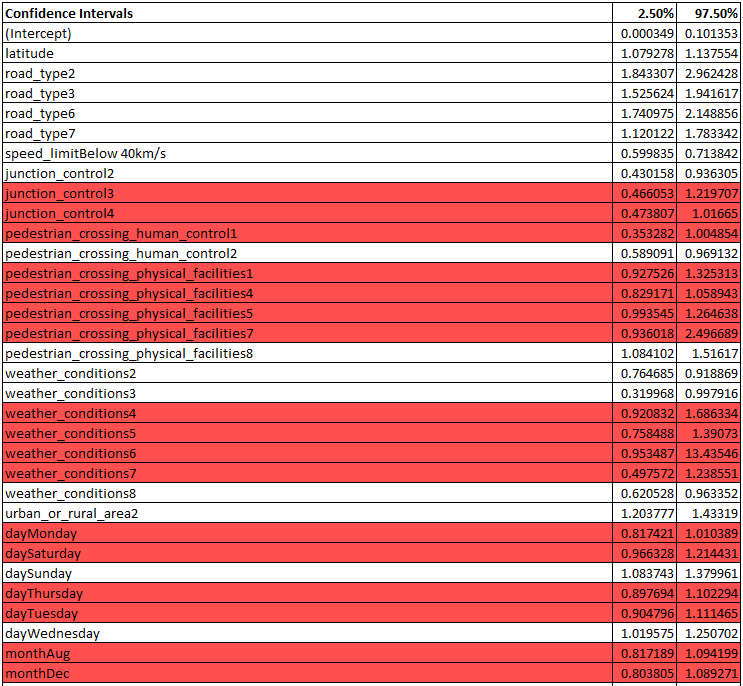 Confidence Intervals 2.50% 97.50%
(Intercept) 0.000349 0.101353
latitude 1.079278 1.137554
road_type2 1.843307 2.962428
road_type3 1.525624 1.941617
road_type6 1.740975 2.148856
road_type7 1.120122 1.783342
speed_limitBelow 40km/s 0.599835 0.713842
junction_control2 0.430158 0.936305
junction_control3 0.466053 1.219707
junction_control4 0.473807 1.01665
pedestrian_crossing_human_control1 0.353282 1.004854
pedestrian_crossing_human_control2 0.589091 0.969132
pedestrian_crossing_physical_facilities1 0.927526 1.325313
pedestrian_crossing_physical_facilities4 0.829171 1.058943
pedestrian_crossing_physical_facilities5 0.993545 1.264638
pedestrian_crossing_physical_facilities7 0.936018 2.496689
pedestrian_crossing_physical_facilities8 1.084102 1.51617
weather_conditions2 0.764685 0.918869
weather_conditions3 0.319968 0.997916
weather_conditions4 0.920832 1.686334
weather_conditions5 0.758488 1.39073
weather_conditions6 0.953487 13.43546
weather_conditions7 0.497572 1.238551
weather_conditions8 0.620528 0.963352
urban_or_rural_area2 1.203777 1.43319
dayMonday 0.817421 1.010389
daySaturday 0.966328 1.214431
daySunday 1.083743 1.379961
dayThursday 0.897694 1.102294
dayTuesday 0.904796 1.111465
dayWednesday 1.019575 1.250702
monthAug 0.817189 1.094199
monthDec 0.803805 1.089271